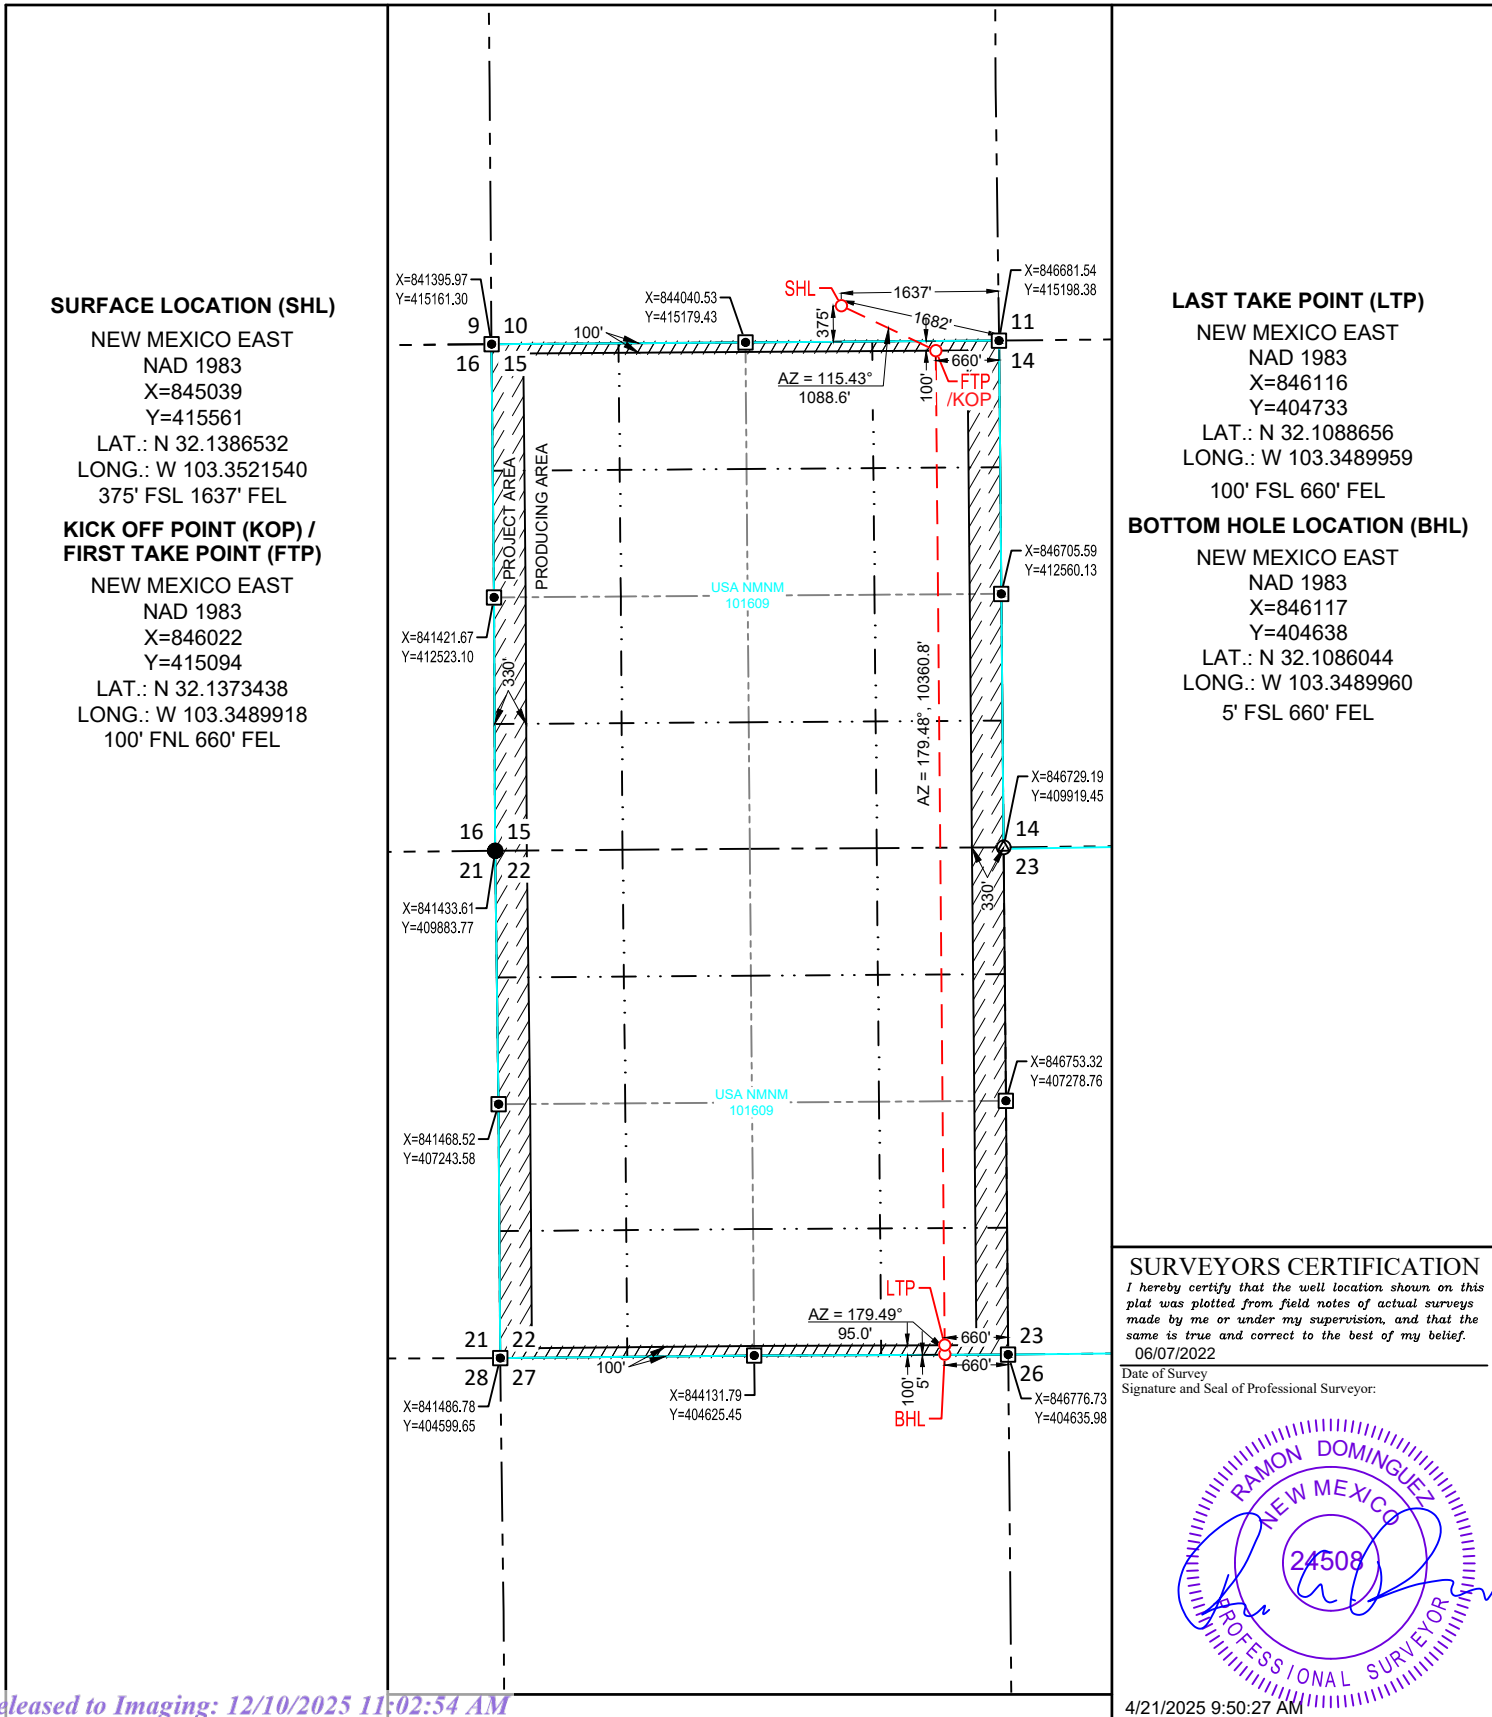 SURFACE LOCATION (SHL)
NEW MEXICO EAST
NAD 1983
X=845039
Y=415561
LAT.: N 32.1386532
LONG.: W 103.3521540
375' FSL 1637' FEL
KICK OFF POINT (KOP) /
FIRST TAKE POINT (FTP)
NEW MEXICO EAST
NAD 1983
X=846022
Y=415094
LAT.: N 32.1373438
LONG.: W 103.3489918
100' FNL 660' FEL
X=841395.97
Y=415161.30
X=844040.53
Y=415179.43
SHL
1637'
375'
1682'
X=846681.54
Y=415198.38
9 10
16 15
11
14
100'
AZ = 115.43°
1088.6'
100'
660'
FTP
/KOP
PROJECT AREA
PRODUCING AREA
USA NMNM
101609
X=846705.59
Y=412560.13
X=841421.67
Y=412523.10
330'
AZ = 179.48°, 10360.8'
X=846729.19
Y=409919.45
16 15
21 22
14
23
330'
X=841433.61
Y=409883.77
X=846753.32
Y=407278.76
USA NMNM
101609
X=841468.52
Y=407243.58
LTP
AZ = 179.49°
95.0'
660'
21 22
28 27
23
26
100'
100'
5'
660'
BHL
X=841486.78
Y=404599.65
X=844131.79
Y=404625.45
X=846776.73
Y=404635.98
LAST TAKE POINT (LTP)
NEW MEXICO EAST
NAD 1983
X=846116
Y=404733
LAT.: N 32.1088656
LONG.: W 103.3489959
100' FSL 660' FEL
BOTTOM HOLE LOCATION (BHL)
NEW MEXICO EAST
NAD 1983
X=846117
Y=404638
LAT.: N 32.1086044
LONG.: W 103.3489960
5' FSL 660' FEL
SURVEYORS CERTIFICATION
I hereby certify that the well location shown on this
plat was plotted from field notes of actual surveys
made by me or under my supervision, and that the
same is true and correct to the best of my belief.
06/07/2022
Date of Survey
Signature and Seal of Professional Surveyor:
RAMON DOMINGUEZ
NEW MEXICO
24508
PROFESSIONAL SURVEYOR
4/21/2025 9:50:27 AM
eleased to Imaging: 12/10/2025 11:02:54 AM